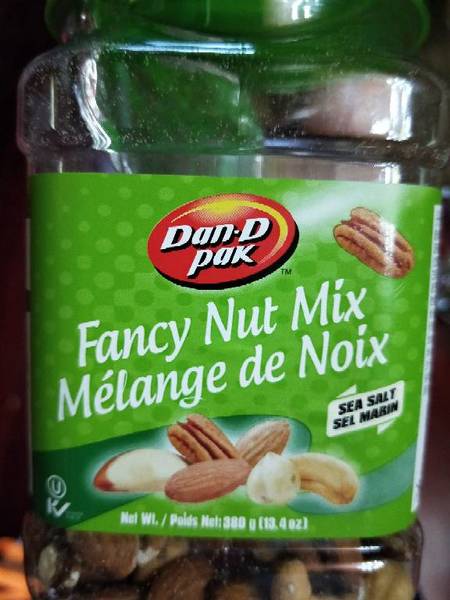 Dan-D
pak
TM
Fancy Nut Mix
Mélange de Noix
SEA SALT
SEL MARIN
U
K
Net Wt. / Poids Net: 380 g (13.4 oz)